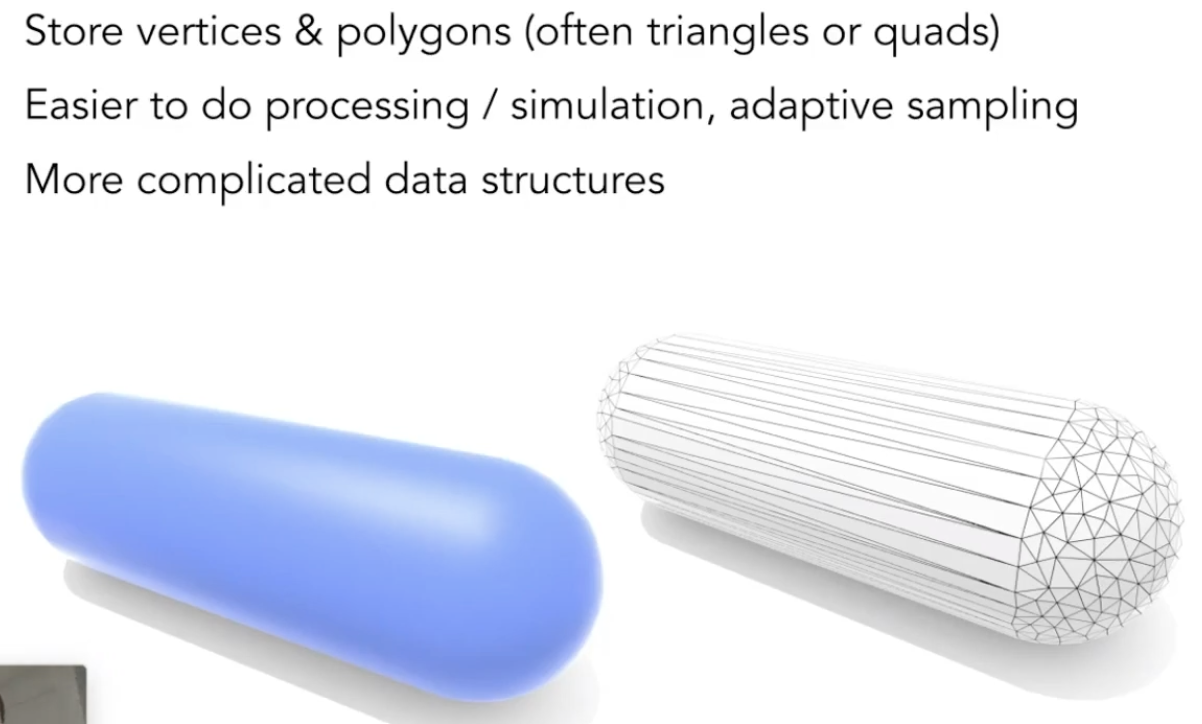 Store vertices & polygons (often triangles or quads)
Easier to do processing / simulation, adaptive sampling
More complicated data structures